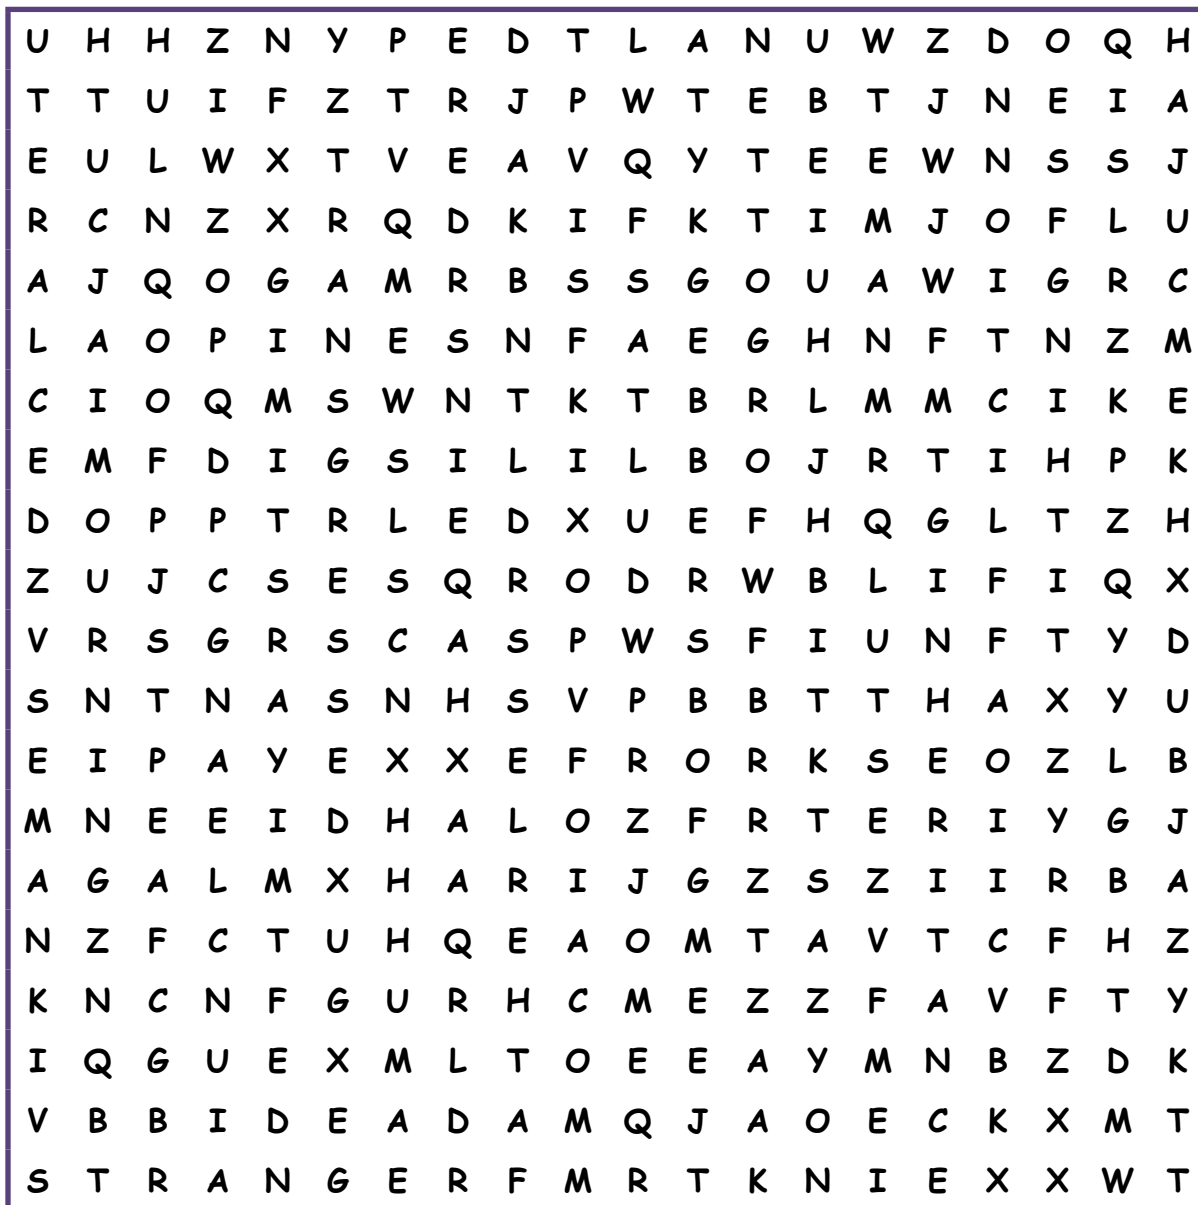 U H H Z N Y P E D T L A N U W Z D O Q H
T T U I F Z T R J P W T E B T J N E I A
E U L W X T V E A V Q Y T E E W N S S J
R C N Z X R Q D K I F K T I M J O F L U
A J Q O G A M R B S S G O U A W I G R C
L A O P I N E S N F A E G H N F T N Z M
C I O Q M S W N T K T B R L M M C I K E
E M F D I G S I L I L B O J R T I H P K
D O P P T R L E D X U E F H Q G L T Z H
Z U J C S E S Q R O D R W B L I F I Q X
V R S G R S C A S P W S F I U N F T Y D
S N T N A S N H S V P B B T T H A X Y U
E I P A Y E X X E F R O R K S E O Z L B
M N E E I D H A L O Z F R T E R I Y G J
A G A L M X H A R I J G Z S Z I I R B A
N Z F C T U H Q E A O M T A V T C F H Z
K N C N F G U R H C M E Z Z F A V F T Y
I Q G U E X M L T O E E A Y M N B Z D K
V B B I D E A D A M Q J A O E C K X M T
S T R A N G E R F M R T K N I E X X W T